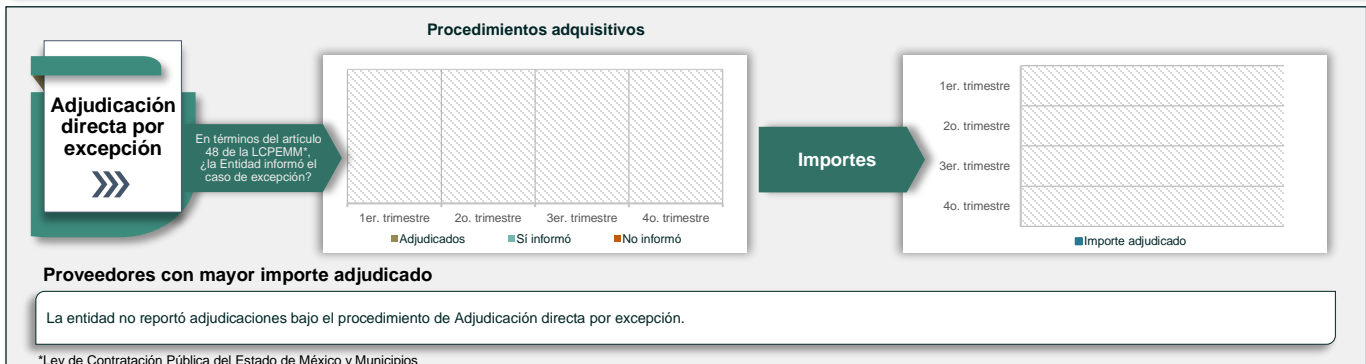 Procedimientos adquisitivos
Adjudicación
directa por
excepción
En términos del artículo
48 de la LCPEMM*,
¿la Entidad informó el
caso de excepción?
1er. trimestre
2o. trimestre
3er. trimestre
4o. trimestre
Adjudicados
Sí informó
No informó
Importes
1er. trimestre
2o. trimestre
3er. trimestre
4o. trimestre
Importe adjudicado
Proveedores con mayor importe adjudicado
La entidad no reportó adjudicaciones bajo el procedimiento de Adjudicación directa por excepción.
*Ley de Contratación Pública del Estado de México y Municipios